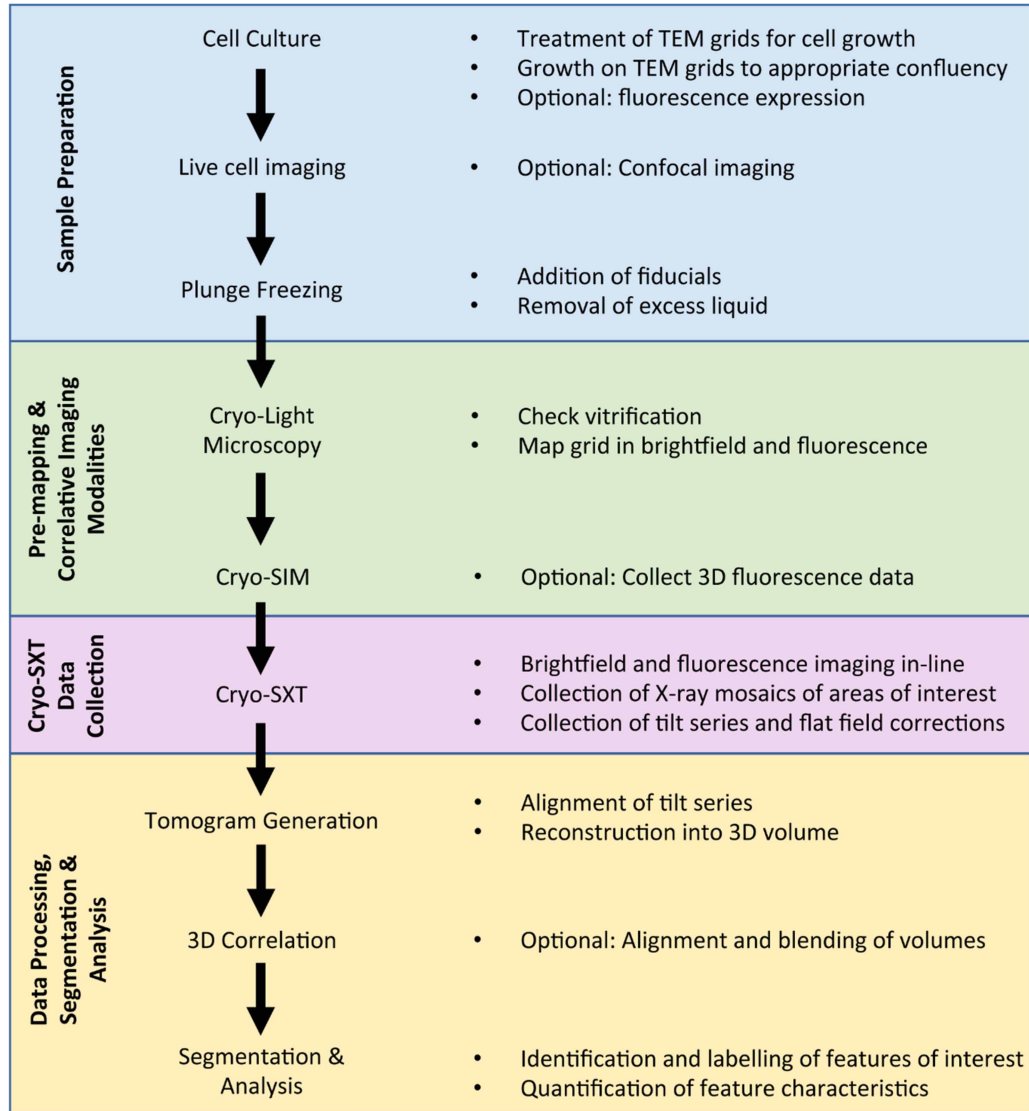 Sample Preparation
Cell Culture
• Treatment of TEM grids for cell growth
• Growth on TEM grids to appropriate confluency
• Optional: fluorescence expression
Live cell imaging
• Optional: Confocal imaging
Plunge Freezing
• Addition of fiducials
• Removal of excess liquid
Pre-mapping &
Correlative Imaging
Modalities
Cryo-Light
Microscopy
• Check vitrification
• Map grid in brightfield and fluorescence
Cryo-SIM
• Optional: Collect 3D fluorescence data
Cryo-SXT
Data
Collection
Cryo-SXT
• Brightfield and fluorescence imaging in-line
• Collection of X-ray mosaics of areas of interest
• Collection of tilt series and flat field corrections
Data Processing,
Segmentation &
Analysis
Tomogram Generation
• Alignment of tilt series
• Reconstruction into 3D volume
3D Correlation
• Optional: Alignment and blending of volumes
Segmentation &
Analysis
• Identification and labelling of features of interest
• Quantification of feature characteristics